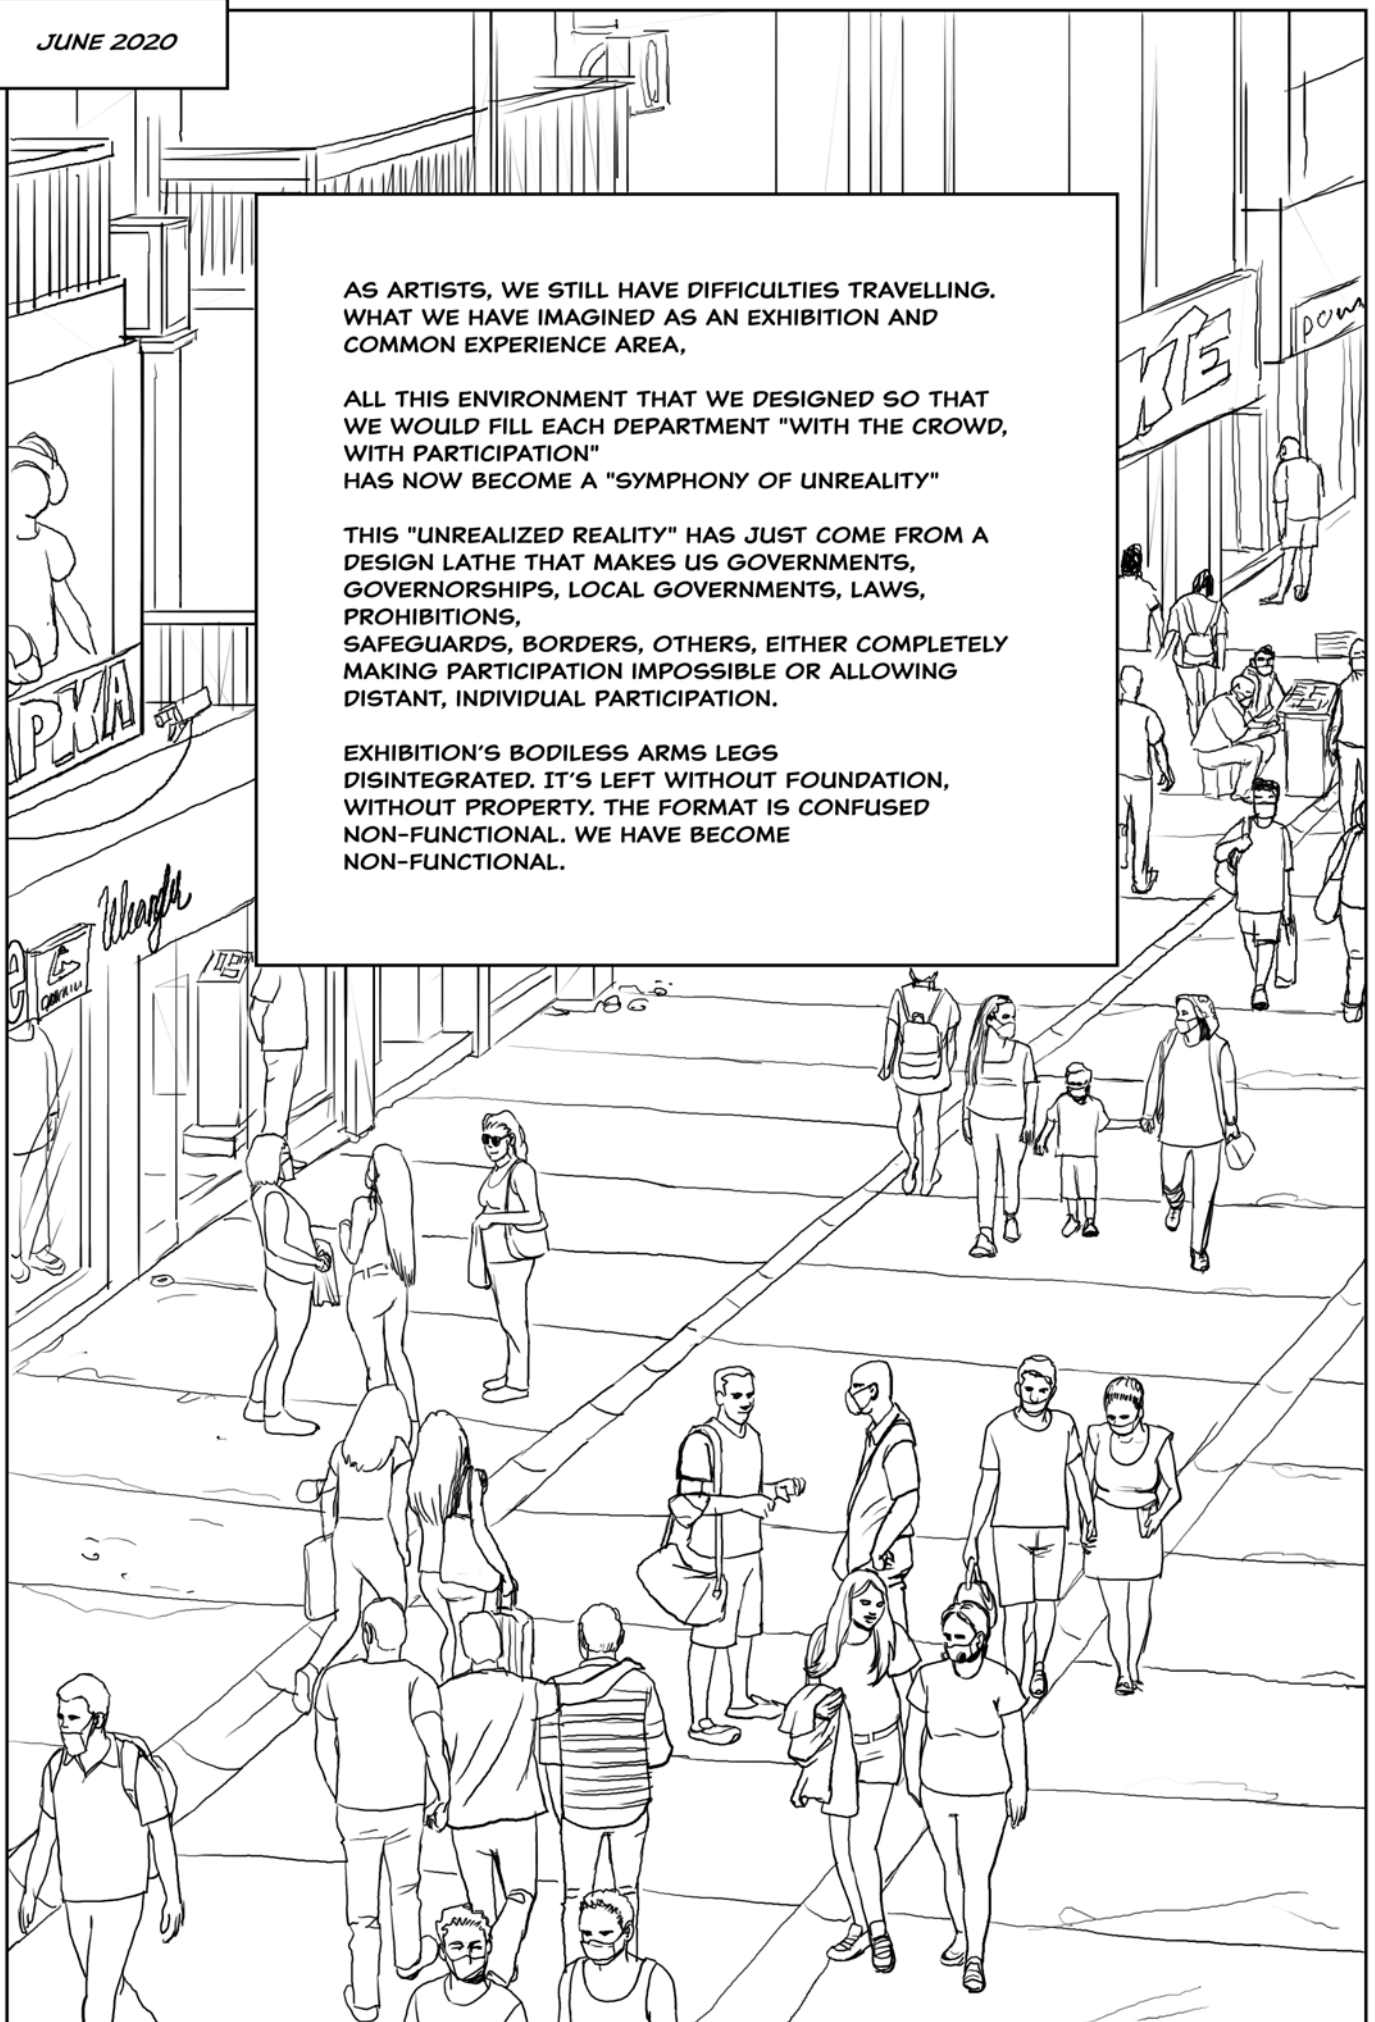 JUNE 2020
AS ARTISTS, WE STILL HAVE DIFFICULTIES TRAVELLING.
WHAT WE HAVE IMAGINED AS AN EXHIBITION AND
COMMON EXPERIENCE AREA,
ALL THIS ENVIRONMENT THAT WE DESIGNED SO THAT
WE WOULD FILL EACH DEPARTMENT "WITH THE CROWD,
WITH PARTICIPATION"
HAS NOW BECOME A "SYMPHONY OF UNREALITY"
THIS "UNREALIZED REALITY" HAS JUST COME FROM A
DESIGN LATHE THAT MAKES US GOVERNMENTS,
GOVERNORSHIPS, LOCAL GOVERNMENTS, LAWS,
PROHIBITIONS,
SAFEGUARDS, BORDERS, OTHERS, EITHER COMPLETELY
MAKING PARTICIPATION IMPOSSIBLE OR ALLOWING
DISTANT, INDIVIDUAL PARTICIPATION.
EXHIBITION'S BODILESS ARMS LEGS
DISINTEGRATED. IT'S LEFT WITHOUT FOUNDATION,
WITHOUT PROPERTY. THE FORMAT IS CONFUSED
NON-FUNCTIONAL. WE HAVE BECOME
NON-FUNCTIONAL.
KE
PKA